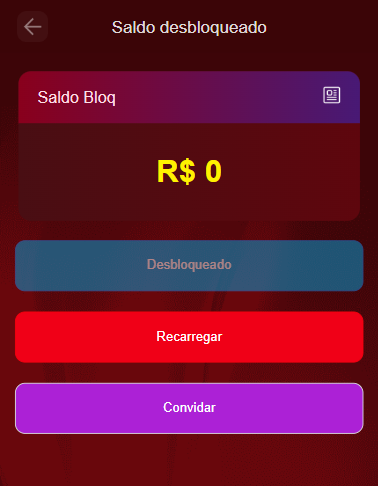 Saldo desbloqueado
Saldo Bloq
R$ 0
Desbloqueado
Recarregar
Convidar